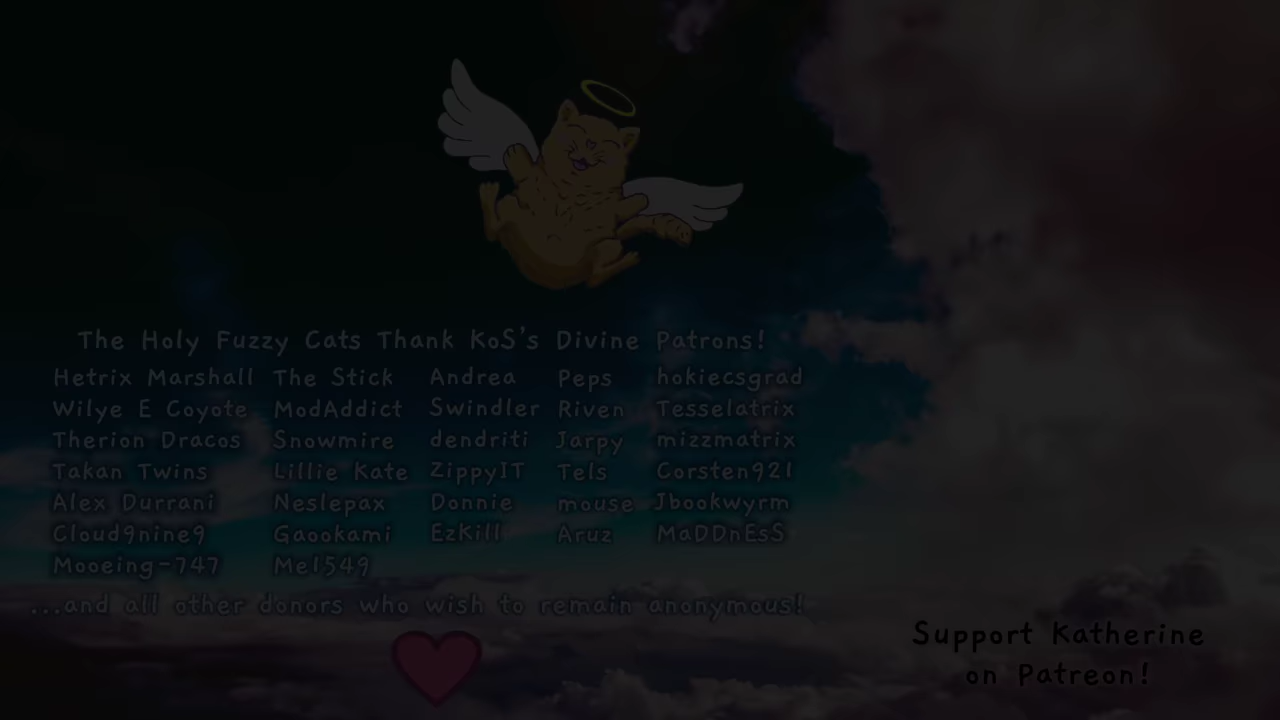 The Holy Fuzzy Cats Thank KoS's Divine Patrons!
Hetrix Marshall The Stick Andrea Peps hokiecsgrad
Wilye E Coyote ModAddict Swindler Riven Tesselatrix
Therion Dracos Snowmire dendriti Jarpy mizzmatrix
Takan Twins Lillie Kate ZippyIT Tels Corsten921
Alex Durrani Neslepax Donnie mouse Jbookwyrm
Cloud9nine9 Gaookami EzKill Aruz MaDDnEsS
Mooeing-747 Mel549
...and all other donors who wish to remain anonymous!
Support Katherine
on Patreon!